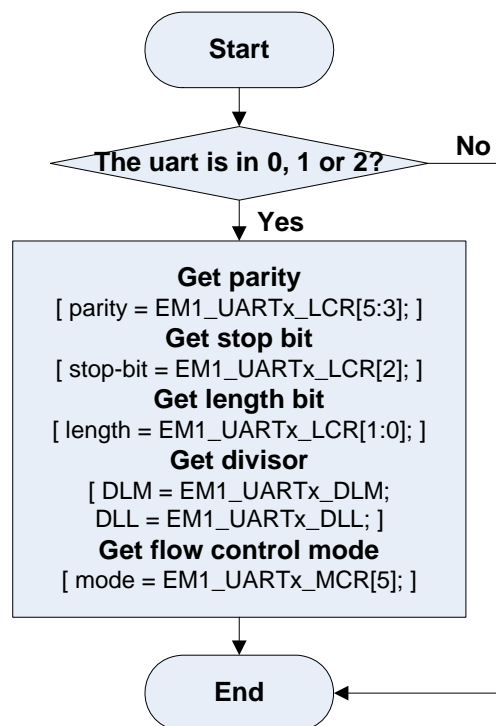 Start
The uart is in 0, 1 or 2?
No
Yes
Get parity
[ parity = EM1_UARTx_LCR[5:3]; ]
Get stop bit
[ stop-bit = EM1_UARTx_LCR[2]; ]
Get length bit
[ length = EM1_UARTx_LCR[1:0]; ]
Get divisor
[ DLM = EM1_UARTx_DLM;
DLL = EM1_UARTx_DLL; ]
Get flow control mode
[ mode = EM1_UARTx_MCR[5]; ]
End